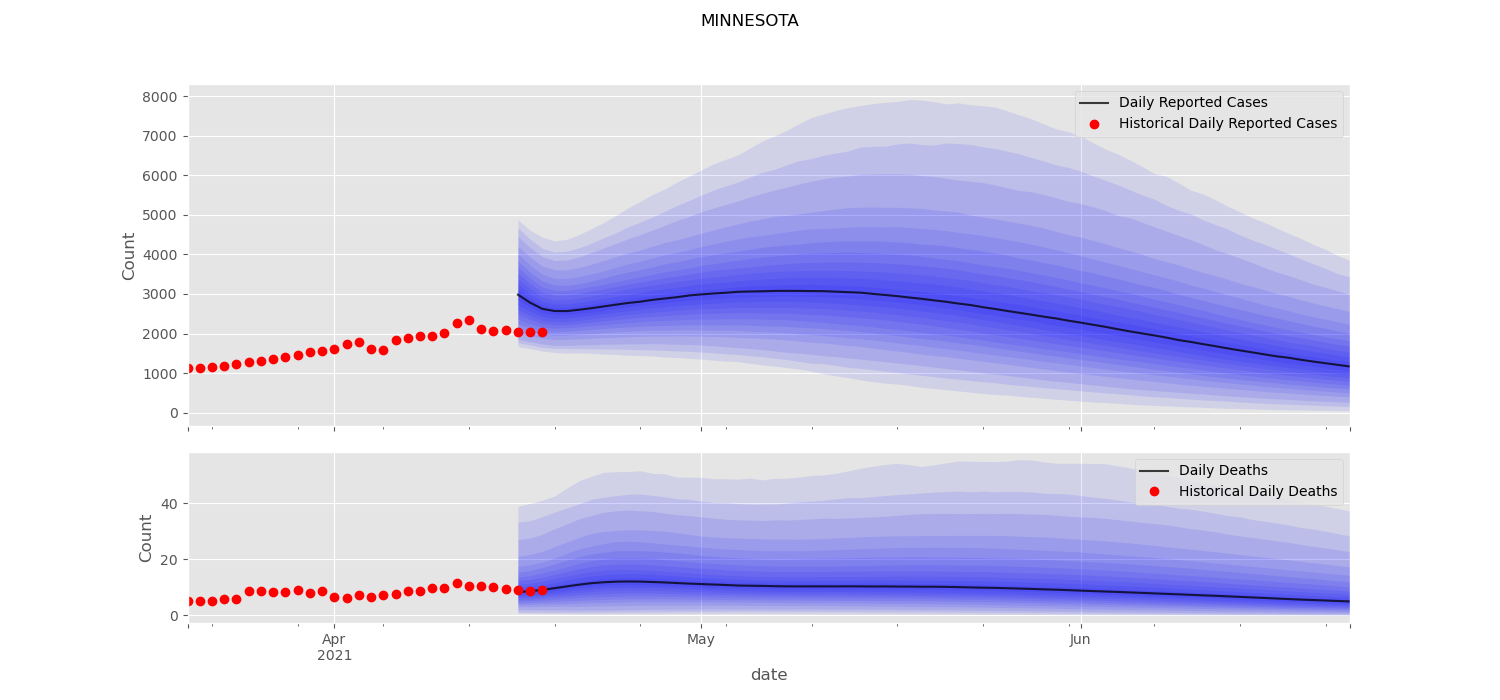 MINNESOTA
8000
7000
6000
5000
4000
3000
2000
1000
0
Count
Daily Reported Cases
Historical Daily Reported Cases
40
20
0
Count
Daily Deaths
Historical Daily Deaths
Apr
2021
May
Jun
date